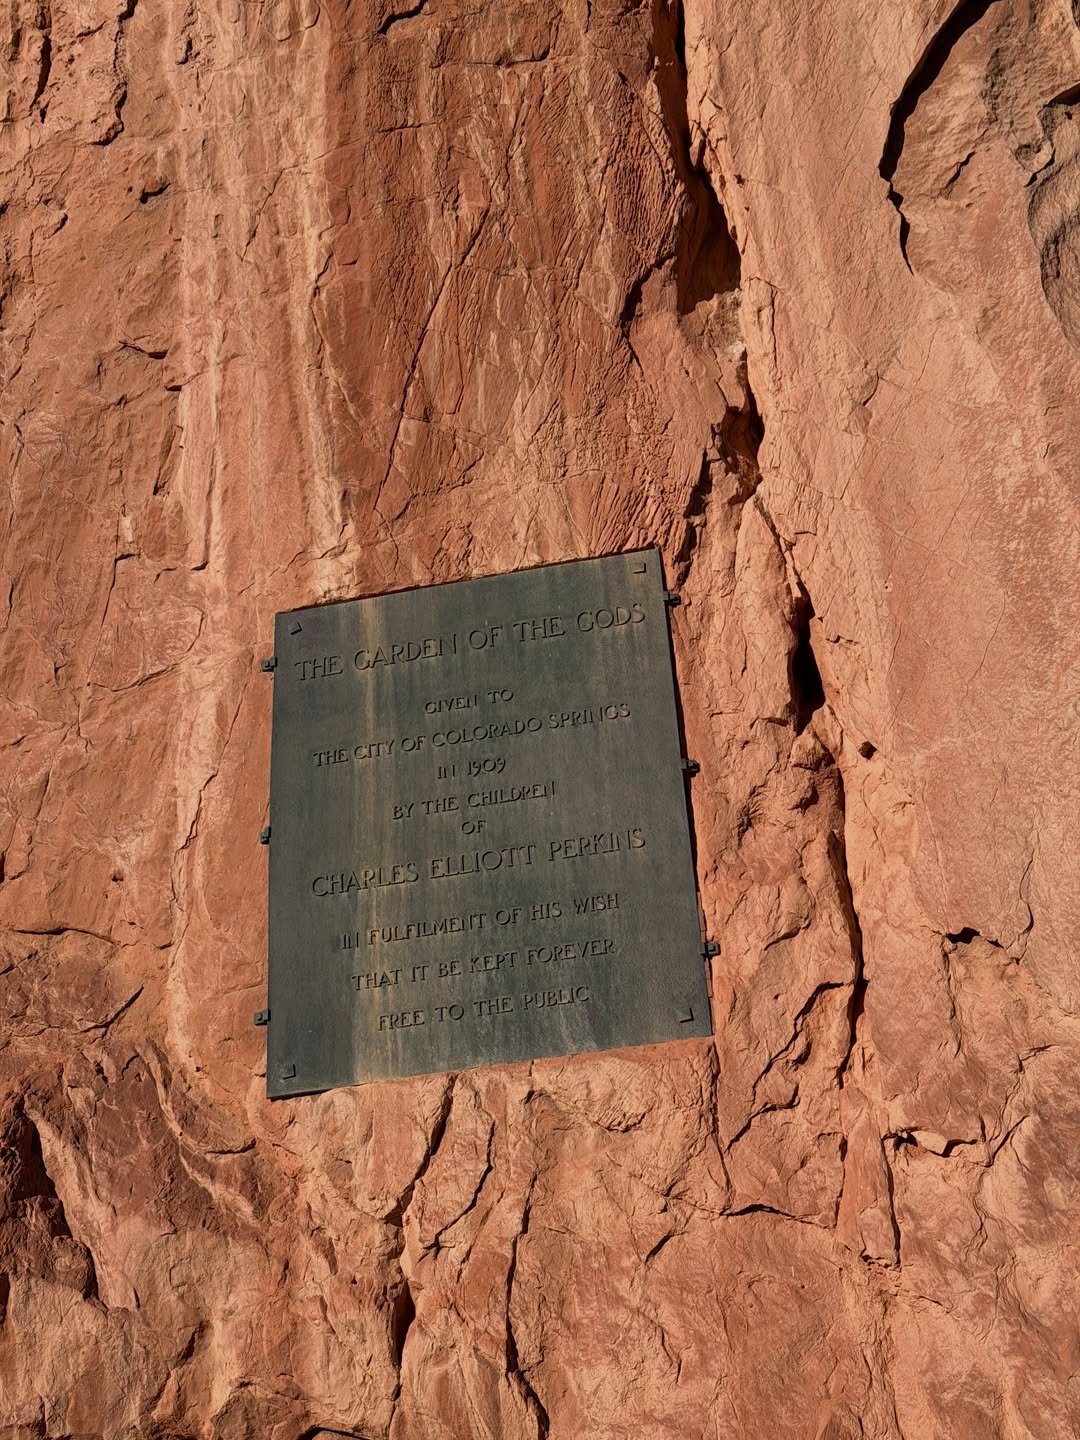 THE GARDEN OF THE GODS
GIVEN TO
THE CITY OF COLORADO SPRINGS
IN 1909
BY THE CHILDREN
OF
CHARLES ELLIOTT PERKINS
IN FULFILMENT OF HIS WISH
THAT IT BE KEPT FOREVER
FREE TO THE PUBLIC